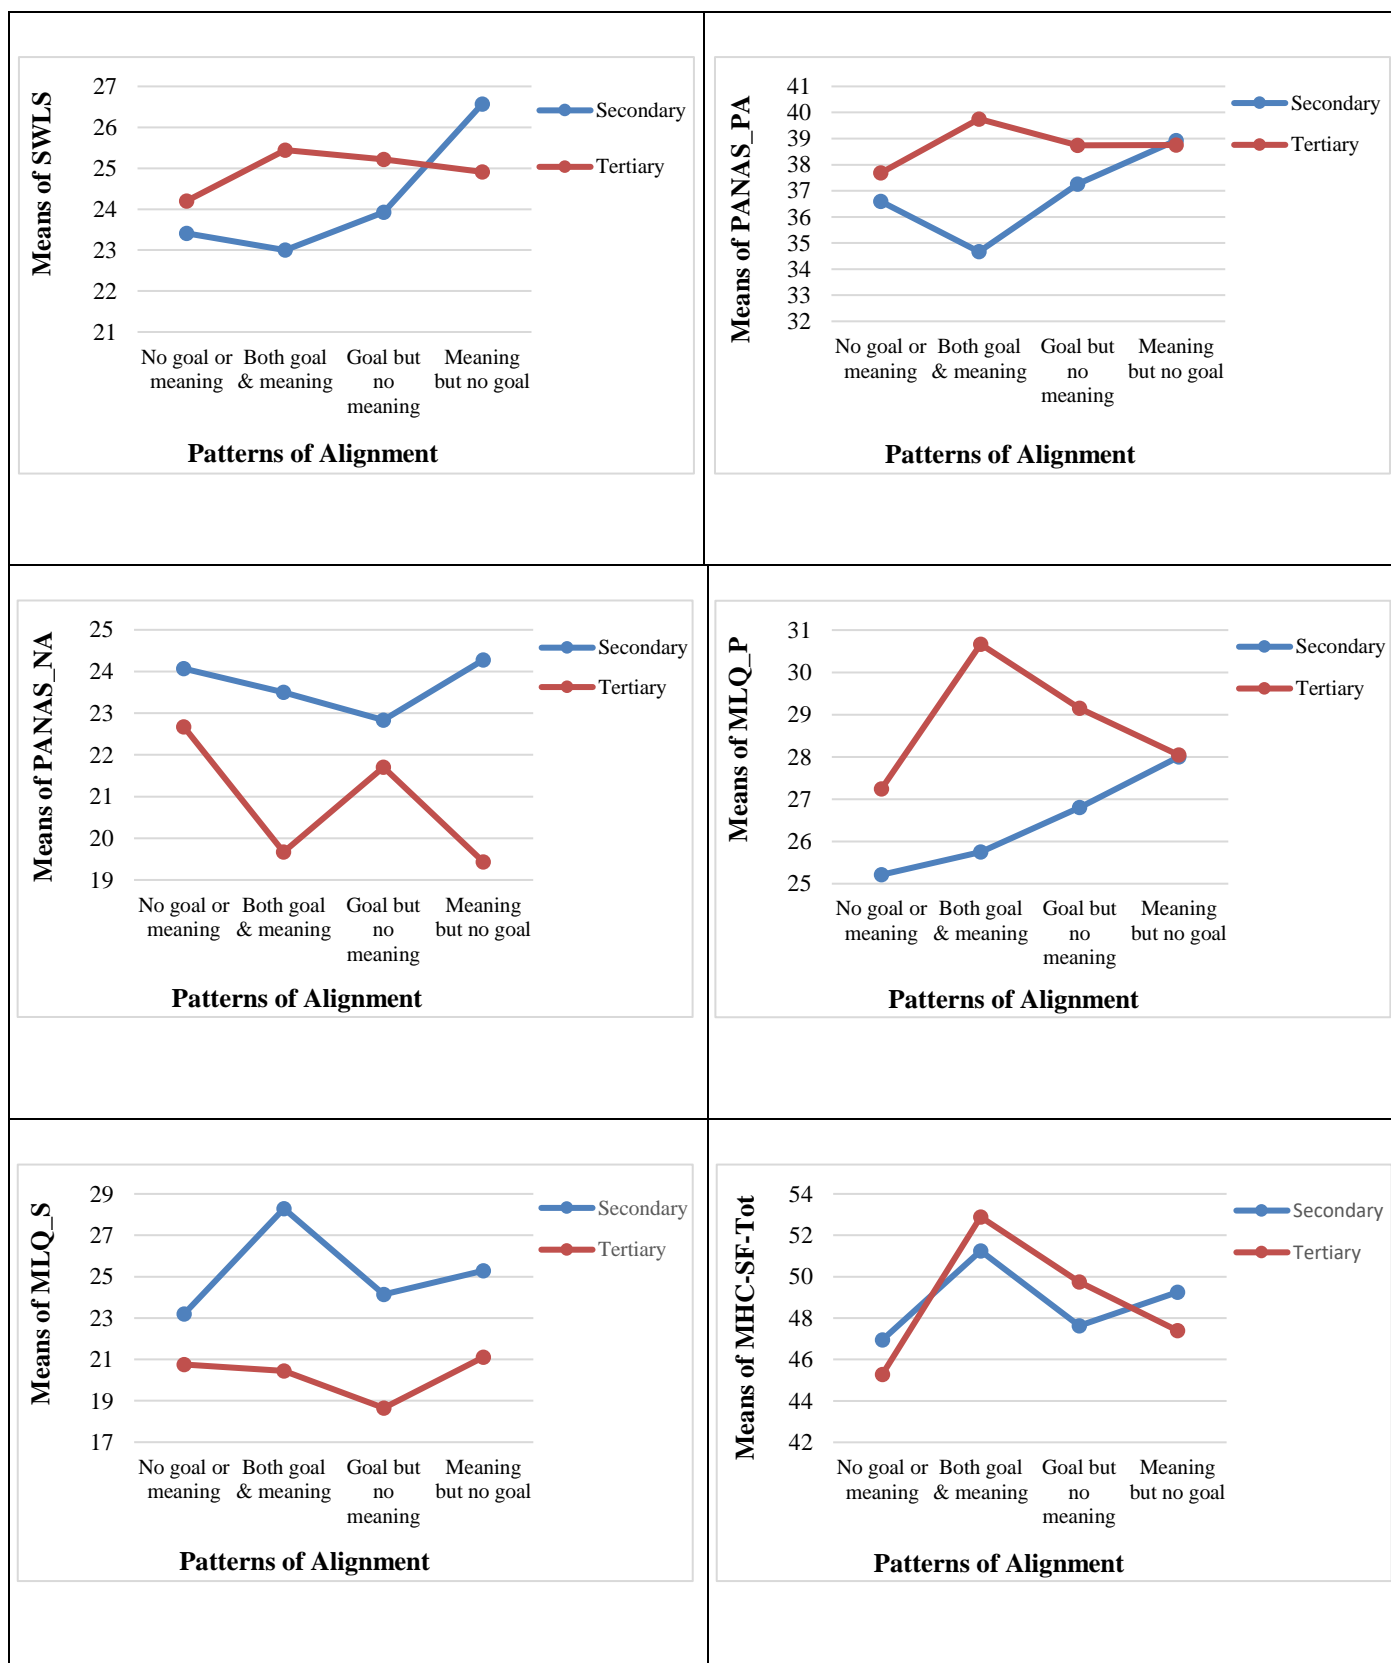 Means of SWLS
27
26
25
24
23
22
21
Secondary
Tertiary
No goal or
meaning
Both goal
& meaning
Goal but
no
meaning
Meaning
but no goal
Patterns of Alignment
Means of PANAS_PA
41
40
39
38
37
36
35
34
33
32
Secondary
Tertiary
No goal or
meaning
Both goal
& meaning
Goal but
no
meaning
Meaning
but no goal
Patterns of Alignment
Means of PANAS_NA
25
24
23
22
21
20
19
Secondary
Tertiary
No goal or
meaning
Both goal
& meaning
Goal but
no
meaning
Meaning
but no goal
Patterns of Alignment
Means of MLQ_P
31
30
29
28
27
26
25
Secondary
Tertiary
No goal or
meaning
Both goal
& meaning
Goal but
no
meaning
Meaning
but no goal
Patterns of Alignment
Means of MLQ_S
29
27
25
23
21
19
17
Secondary
Tertiary
No goal or
meaning
Both goal
& meaning
Goal but
no
meaning
Meaning
but no goal
Patterns of Alignment
Means of MHC-SF-Tot
54
52
50
48
46
44
42
Secondary
Tertiary
No goal or
meaning
Both goal
& meaning
Goal but
no
meaning
Meaning
but no goal
Patterns of Alignment